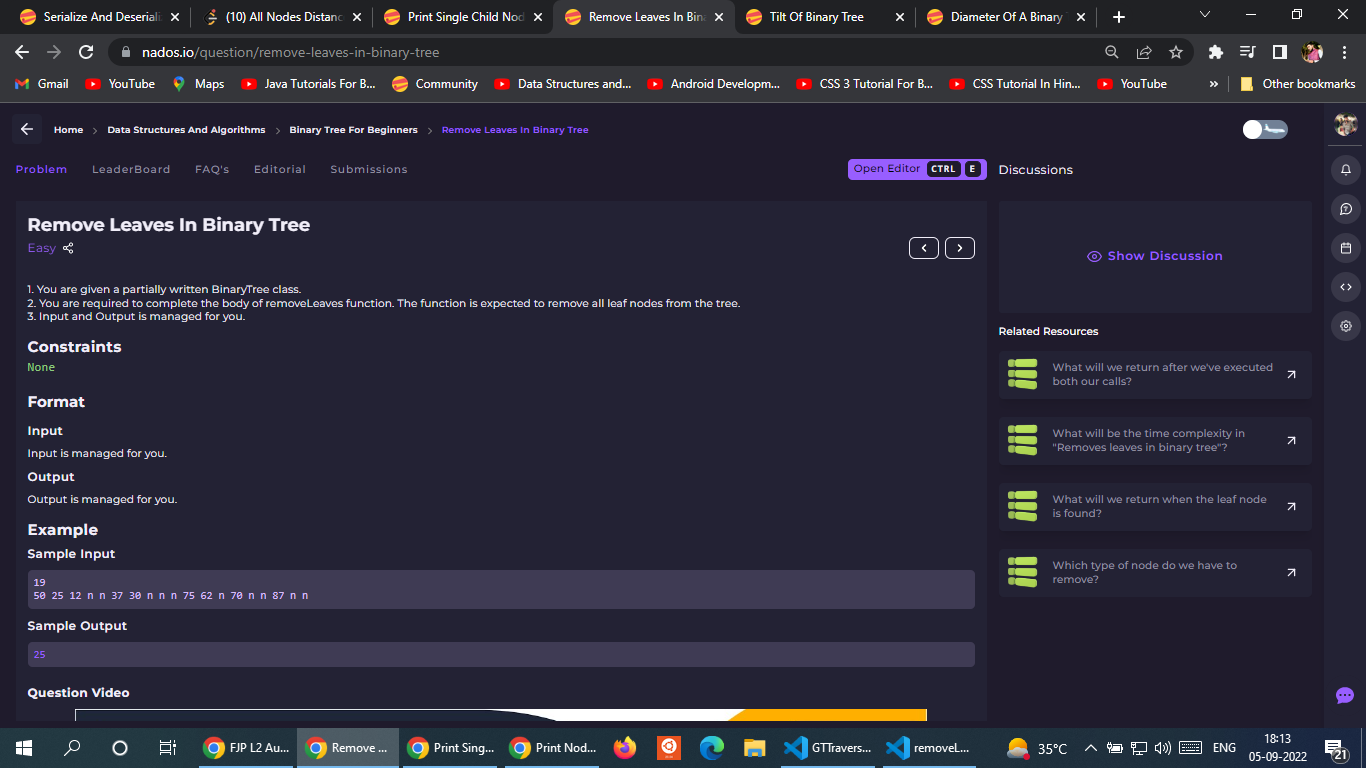 Serialize And Deseriali
(10) All Nodes Distanc
Print Single Child Nod
Remove Leaves In Bina
Tilt Of Binary Tree
Diameter Of A Binary T
nados.io/question/remove-leaves-in-binary-tree
Gmail
YouTube
Maps
Java Tutorials For B...
Community
Data Structures and...
Android Developm...
CSS 3 Tutorial For B...
CSS Tutorial In Hin...
YouTube
»
Other bookmarks
Home > Data Structures And Algorithms > Binary Tree For Beginners > Remove Leaves In Binary Tree
Problem
LeaderBoard
FAQ's
Editorial
Submissions
Open Editor CTRL E
Discussions
Remove Leaves In Binary Tree
Easy
Show Discussion
1. You are given a partially written BinaryTree class.
2. You are required to complete the body of removeLeaves function. The function is expected to remove all leaf nodes from the tree.
3. Input and Output is managed for you.
Constraints
None
Format
Input
Input is managed for you.
Output
Output is managed for you.
Example
Sample Input
19
50 25 12 n n 37 30 n n n 75 62 n 70 n n 87 n n
Sample Output
25
Question Video
Related Resources
What will we return after we've executed
both our calls?
What will be the time complexity in
"Removes leaves in binary tree"?
What will we return when the leaf node
is found?
Which type of node do we have to
remove?
FJP L2 Au...
Remove ...
Print Sing...
Print Nod...
GTTravers...
removeL...
35°C
ENG
18:13
05-09-2022
21